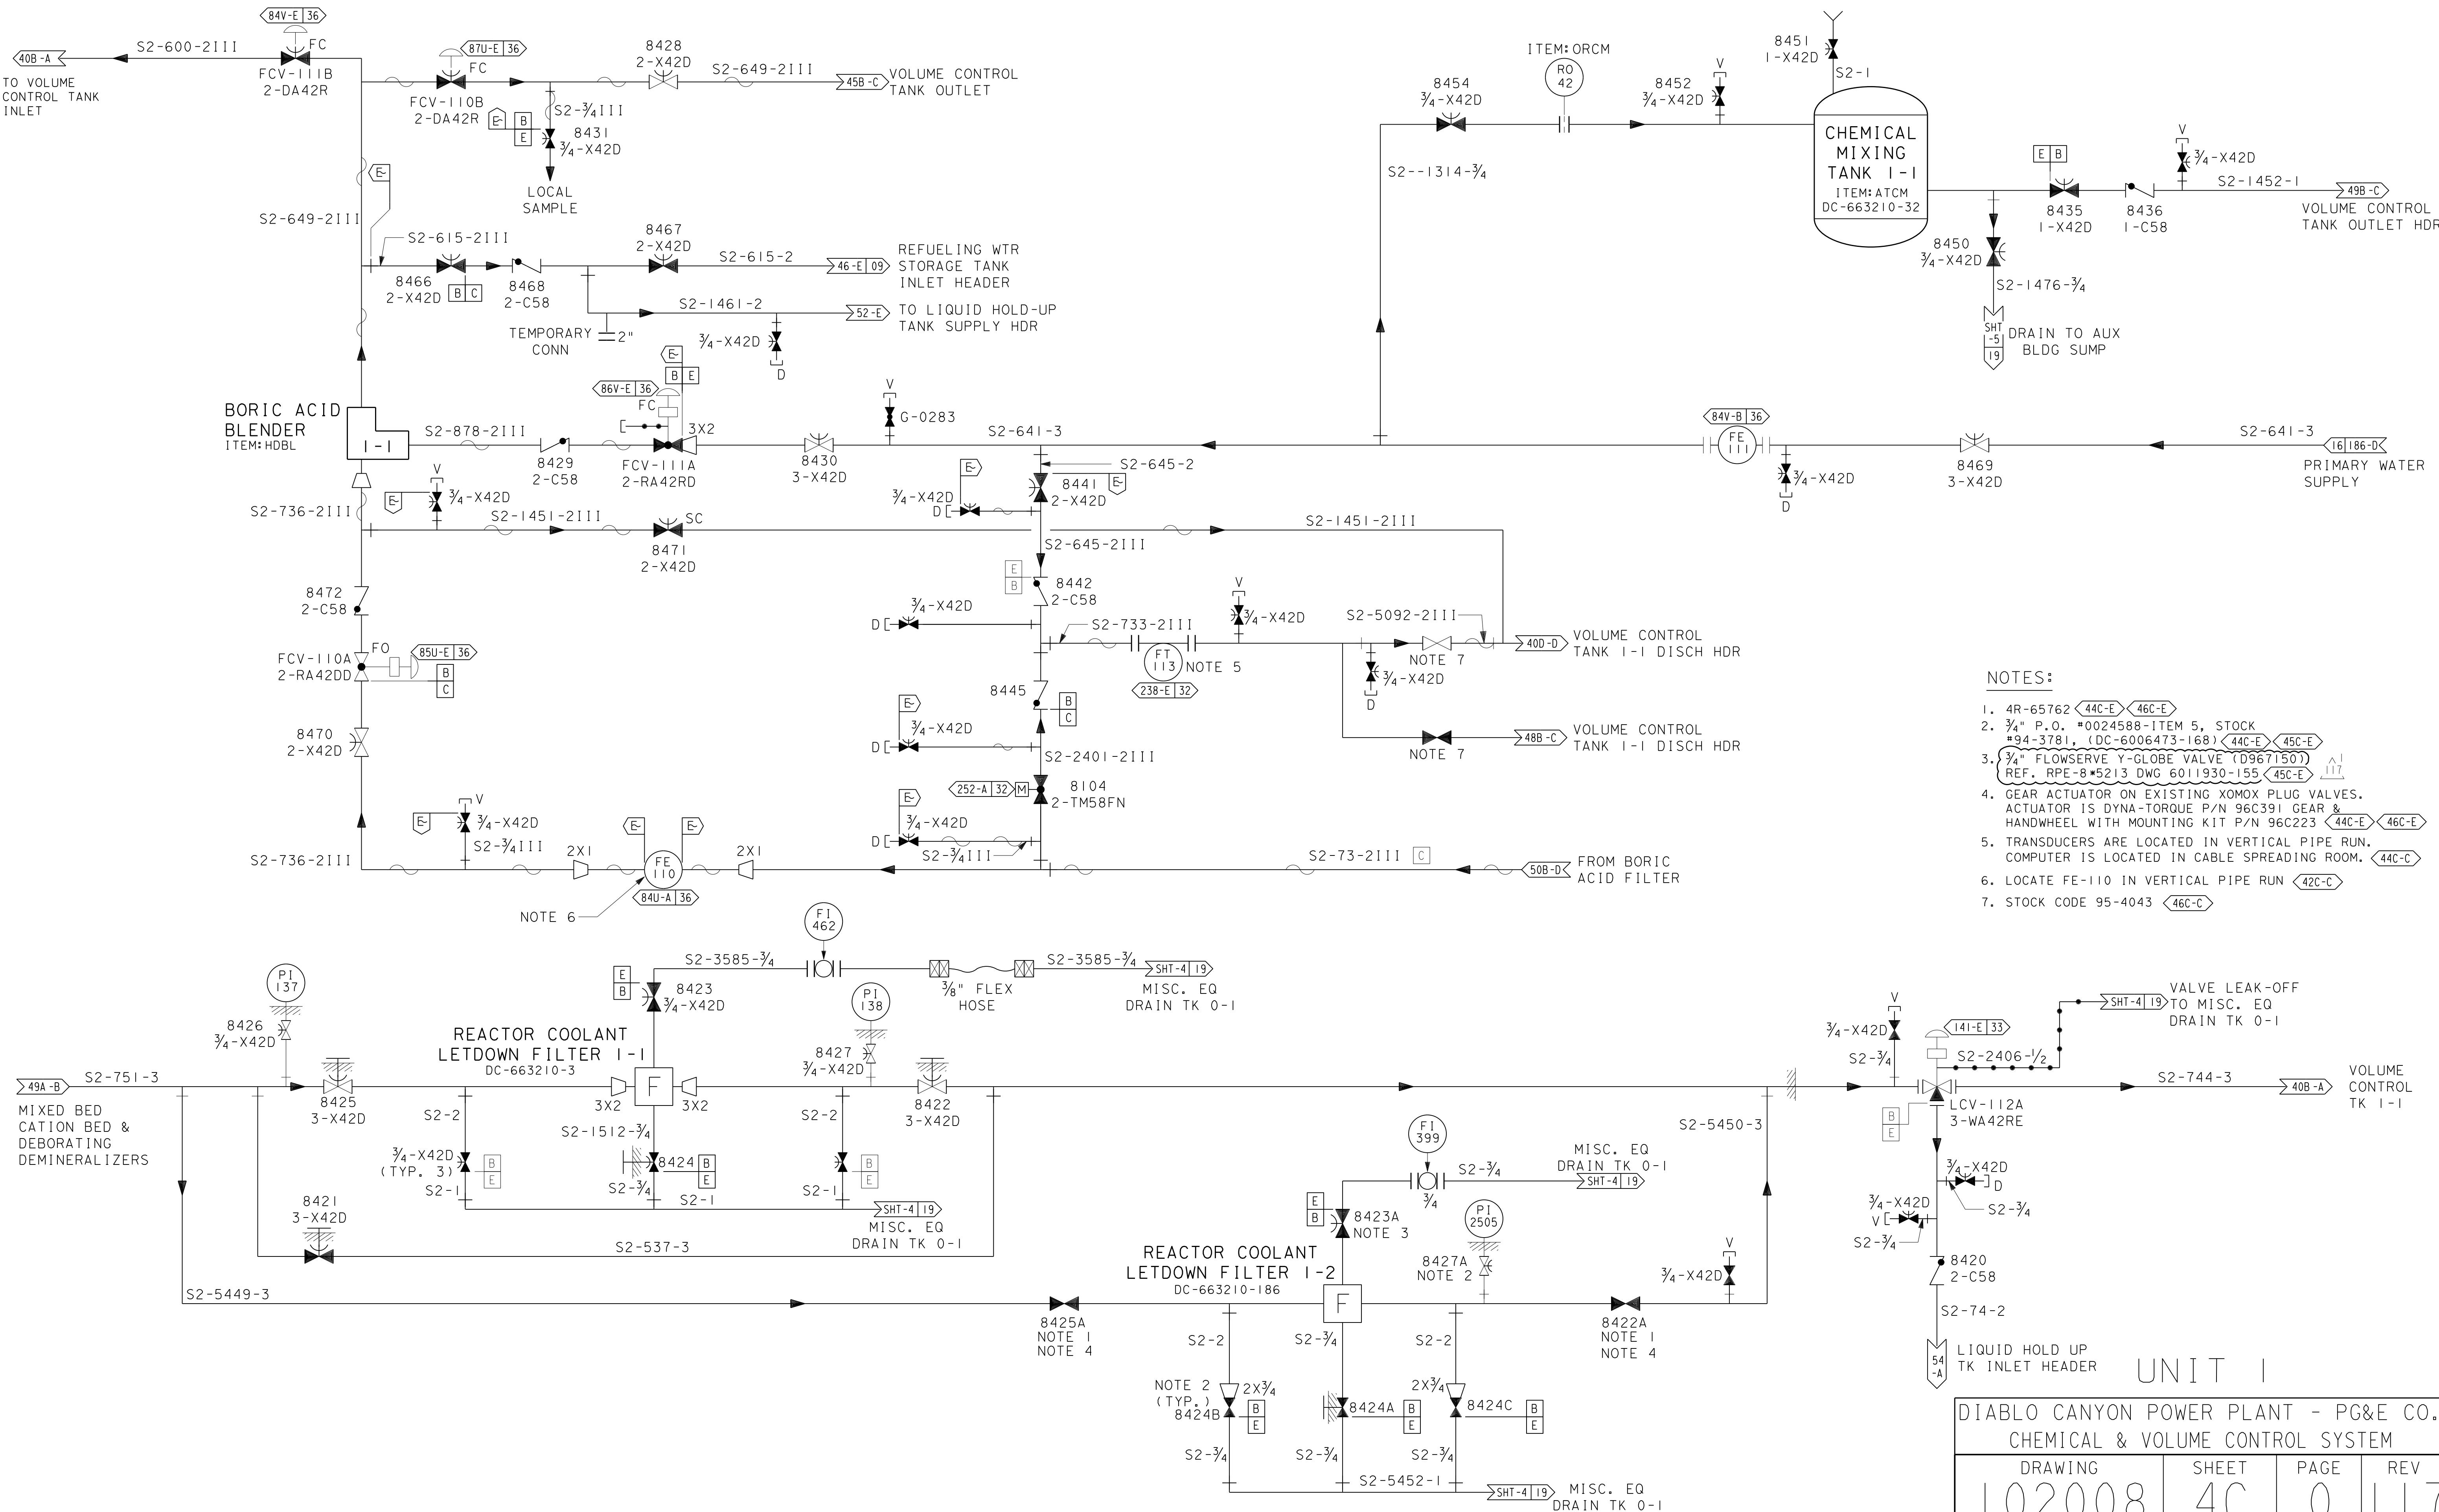 84V-E 36
40B-A
S2-600-2III
FC
TO VOLUME
CONTROL TANK
INLET
FCV-111B
2-DA42R
87U-E 36
FC
FCV-110B
2-DA42R
8428
2-X42D
S2-649-2III
45B-C
VOLUME CONTROL
TANK OUTLET
E
B
E
S2-¾III
8431
¾-X42D
LOCAL
SAMPLE
E
S2-649-2III
S2-615-2III
8466
2-X42D
B C
8468
2-C58
8467
2-X42D
S2-615-2
46-E 09
REFUELING WTR
STORAGE TANK
INLET HEADER
S2-1461-2
52-E
TO LIQUID HOLD-UP
TANK SUPPLY HDR
TEMPORARY
CONN
2"
¾-X42D
D
ITEM:ORCM
RO
42
8454
¾-X42D
8452
¾-X42D
V
8451
1-X42D
S2-1
S2--1314-¾
CHEMICAL
MIXING
TANK 1-1
ITEM:ATCM
DC-663210-32
E B
8435
1-X42D
8436
1-C58
V
¾-X42D
S2-1452-1
49B-C
VOLUME CONTROL
TANK OUTLET HDR
8450
¾-X42D
S2-1476-¾
SHT
-5
19
DRAIN TO AUX
BLDG SUMP
BORIC ACID
BLENDER
ITEM:HDBL
1-1
S2-878-2III
8429
2-C58
E
B E
86V-E 36
FC
3X2
FCV-111A
2-RA42RD
8430
3-X42D
V
G-0283
S2-641-3
S2-645-2
84V-B 36
FE
111
¾-X42D
D
8469
3-X42D
S2-641-3
16 186-D
PRIMARY WATER
SUPPLY
S2-736-2III
E
V
¾-X42D
S2-1451-2III
SC
8471
2-X42D
E
¾-X42D
D
8441
2-X42D
E
S2-1451-2III
S2-645-2III
E
B
8442
2-C58
8472
2-C58
¾-X42D
D
V
¾-X42D
S2-733-2III
FT
113
NOTE 5
238-E 32
S2-5092-2III
NOTE 7
40D-D
VOLUME CONTROL
TANK 1-1 DISCH HDR
¾-X42D
D
FCV-110A
2-RA42DD
FO
85U-E 36
B
C
8445
B
C
E
¾-X42D
D
NOTE 7
48B-C
VOLUME CONTROL
TANK 1-1 DISCH HDR
8470
2-X42D
S2-2401-2III
252-A 32
M
8104
2-TM58FN
E
¾-X42D
D
S2-¾III
S2-736-2III
E
V
¾-X42D
S2-¾III
2X1
E
E
FE
110
84U-A 36
2X1
NOTE 6
S2-73-2III
C
50B-D
FROM BORIC
ACID FILTER
NOTES:
1. 4R-65762 44C-E 46C-E
2. ¾" P.O. #0024588-ITEM 5, STOCK
#94-3781, (DC-6006473-168) 44C-E 45C-E
3. ¾" FLOWSERVE Y-GLOBE VALVE (D967150)
REF. RPE-8*5213 DWG 6011930-155 45C-E
1
117
4. GEAR ACTUATOR ON EXISTING XOMOX PLUG VALVES.
ACTUATOR IS DYNA-TORQUE P/N 96C391 GEAR &
HANDWHEEL WITH MOUNTING KIT P/N 96C223 44C-E 46C-E
5. TRANSDUCERS ARE LOCATED IN VERTICAL PIPE RUN.
COMPUTER IS LOCATED IN CABLE SPREADING ROOM. 44C-C
6. LOCATE FE-110 IN VERTICAL PIPE RUN 42C-C
7. STOCK CODE 95-4043 46C-C
FI
462
S2-3585-¾
⅜" FLEX
HOSE
S2-3585-¾
SHT-4 19
MISC. EQ
DRAIN TK 0-1
PI
137
8426
¾-X42D
E
B
8423
¾-X42D
PI
138
8427
¾-X42D
REACTOR COOLANT
LETDOWN FILTER 1-1
DC-663210-3
F
3X2
3X2
49A-B
S2-751-3
MIXED BED
CATION BED &
DEBORATING
DEMINERALIZERS
8425
3-X42D
8422
3-X42D
S2-2
¾-X42D
(TYP. 3)
B
E
S2-1
S2-1512-¾
8424
B
E
S2-¾
S2-1
S2-2
B
E
S2-1
SHT-4 19
MISC. EQ
DRAIN TK 0-1
8421
3-X42D
S2-537-3
S2-5449-3
8425A
NOTE 1
NOTE 4
REACTOR COOLANT
LETDOWN FILTER 1-2
DC-663210-186
F
E
B
8423A
NOTE 3
FI
399
¾
S2-¾
MISC. EQ
DRAIN TK 0-1
SHT-4 19
PI
2505
8427A
NOTE 2
S2-5450-3
V
¾-X42D
8422A
NOTE 1
NOTE 4
S2-2
NOTE 2
(TYP.)
8424B
2X¾
B
E
S2-¾
S2-¾
8424A
B
E
S2-¾
S2-2
2X¾
8424C
B
E
S2-¾
S2-5452-1
SHT-4 19
MISC. EQ
DRAIN TK 0-1
V
¾-X42D
S2-¾
141-E 33
S2-2406-½
SHT-4 19
VALVE LEAK-OFF
TO MISC. EQ
DRAIN TK 0-1
S2-744-3
40B-A
VOLUME
CONTROL
TK 1-1
B
E
LCV-112A
3-WA42RE
¾-X42D
D
S2-¾
¾-X42D
V
S2-¾
8420
2-C58
S2-74-2
54
-A
LIQUID HOLD UP
TK INLET HEADER
UNIT 1
DIABLO CANYON POWER PLANT - PG&E CO.
CHEMICAL & VOLUME CONTROL SYSTEM
DRAWING
SHEET
PAGE
REV
102008
4C
0
117